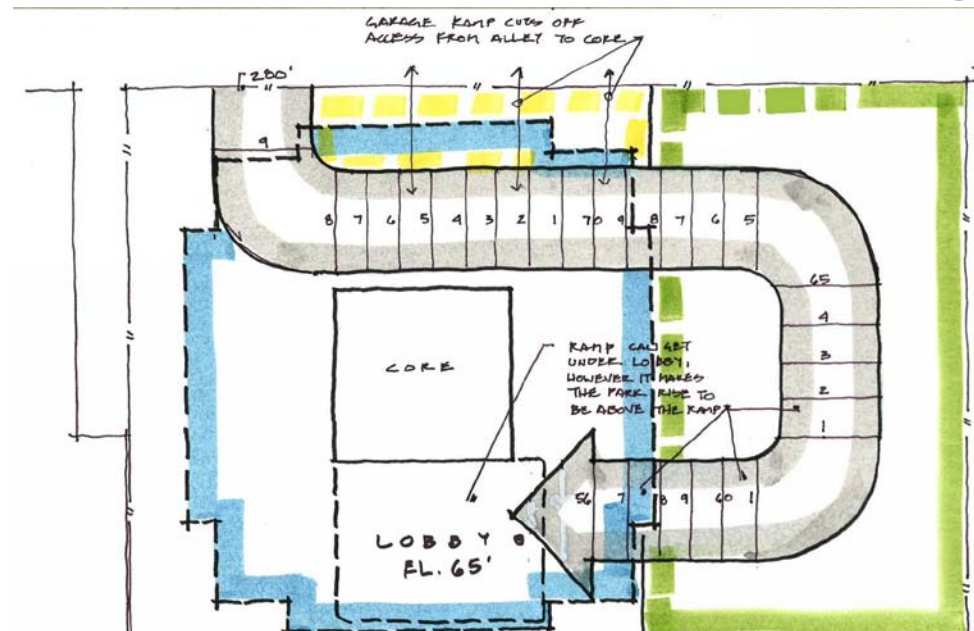 GARAGE RAMP CUTS OFF
ACCESS FROM ALLEY TO CORE
280'
9
8 7 6 5 4 3 2 1 70 9 8 7 6 5
65
4
3
2
1
CORE
RAMP CAN GET
UNDER LOBBY,
HOWEVER IT MAKES
THE PARK RISE TO
BE ABOVE THE RAMP
56 7 8 9 60 1
LOBBY @
EL. 65'